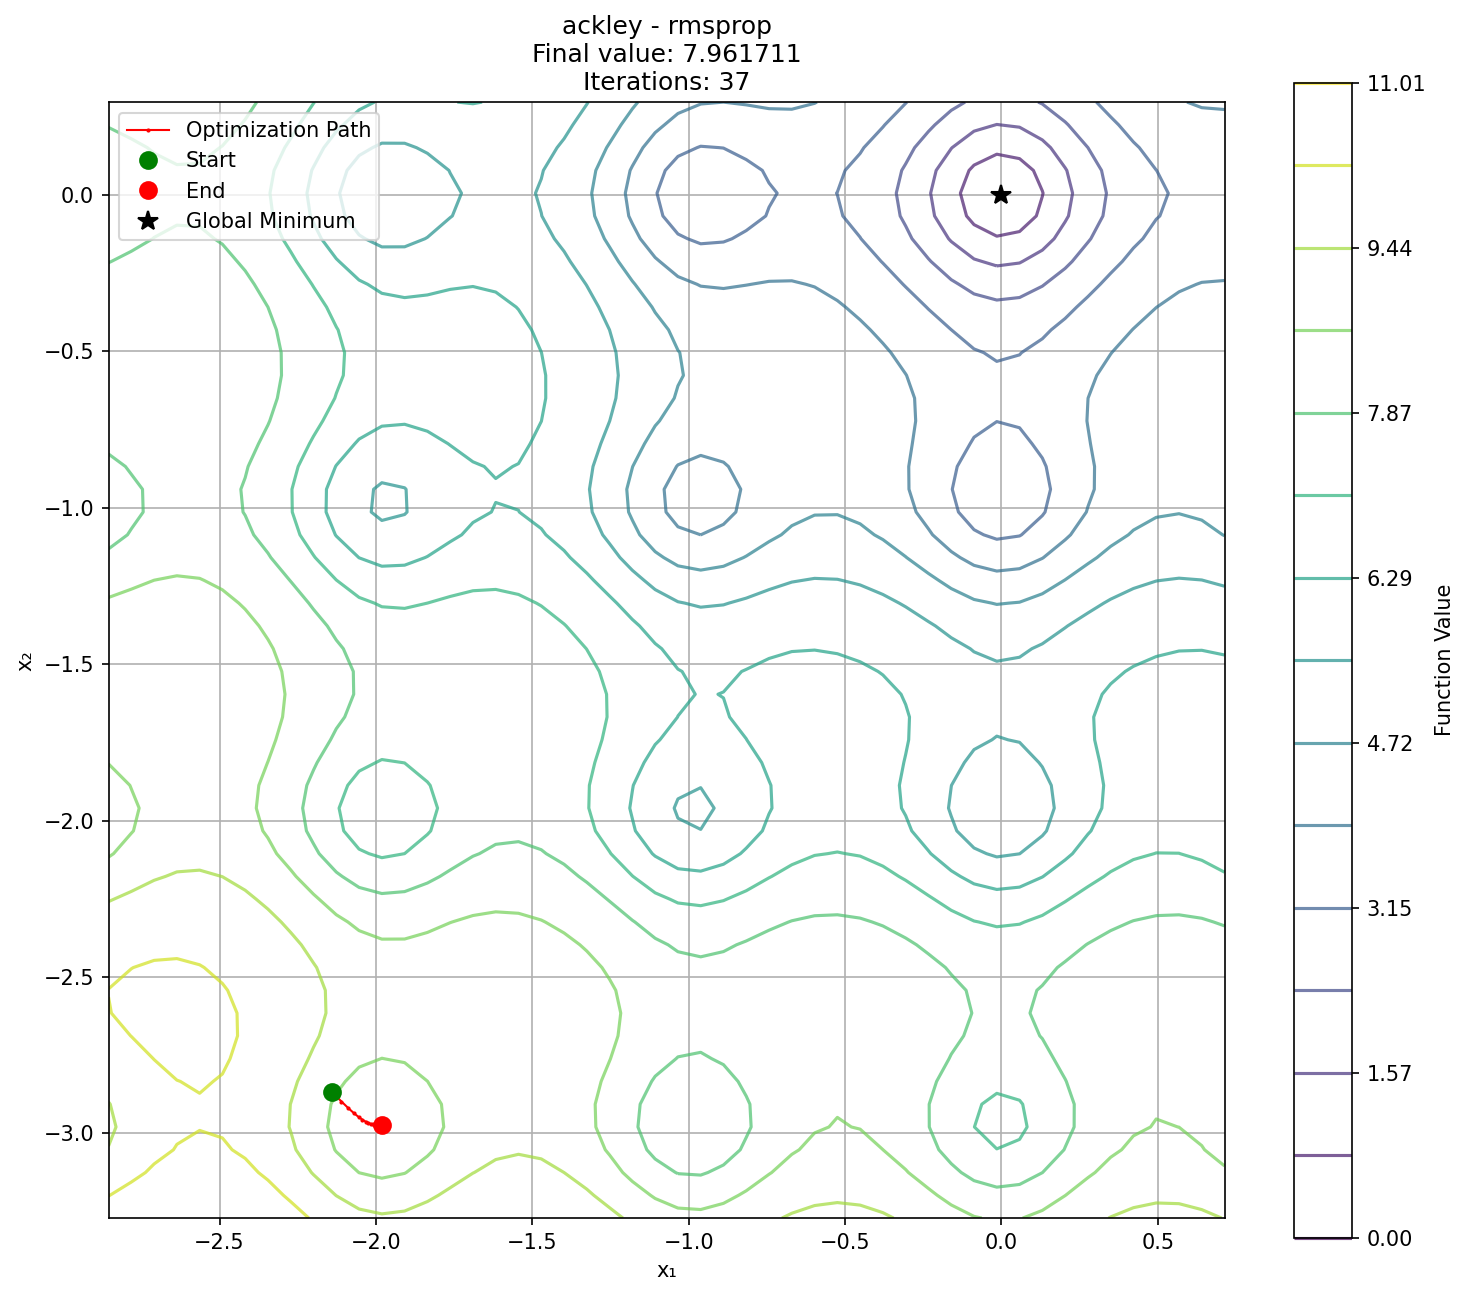 ackley - rmsprop
Final value: 7.961711
Iterations: 37
Optimization Path
Start
End
Global Minimum
0.0
−0.5
−1.0
−1.5
−2.0
−2.5
−3.0
x₂
−2.5
−2.0
−1.5
−1.0
−0.5
0.0
0.5
x₁
11.01
9.44
7.87
6.29
4.72
3.15
1.57
0.00
Function Value